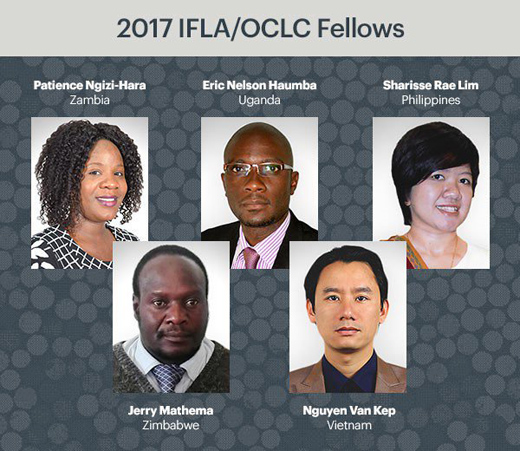 2017 IFLA/OCLC Fellows
Patience Ngizi-Hara
Zambia
Eric Nelson Haumba
Uganda
Sharisse Rae Lim
Philippines
Jerry Mathema
Zimbabwe
Nguyen Van Kep
Vietnam